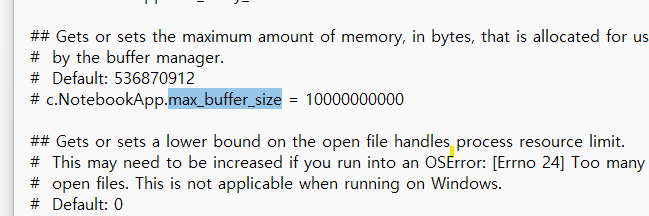 ## Gets or sets the maximum amount of memory, in bytes, that is allocated for us
# by the buffer manager.
# Default: 536870912
# c.NotebookApp.max_buffer_size = 10000000000
## Gets or sets a lower bound on the open file handles process resource limit.
# This may need to be increased if you run into an OSError: [Errno 24] Too many
# open files. This is not applicable when running on Windows.
# Default: 0